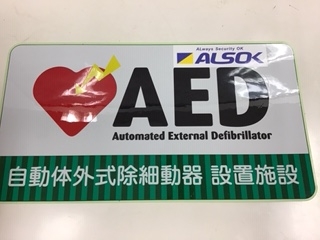 Always Security OK
ALSOK
AED
Automated External Defibrillator
自動体外式除細動器 設置施設